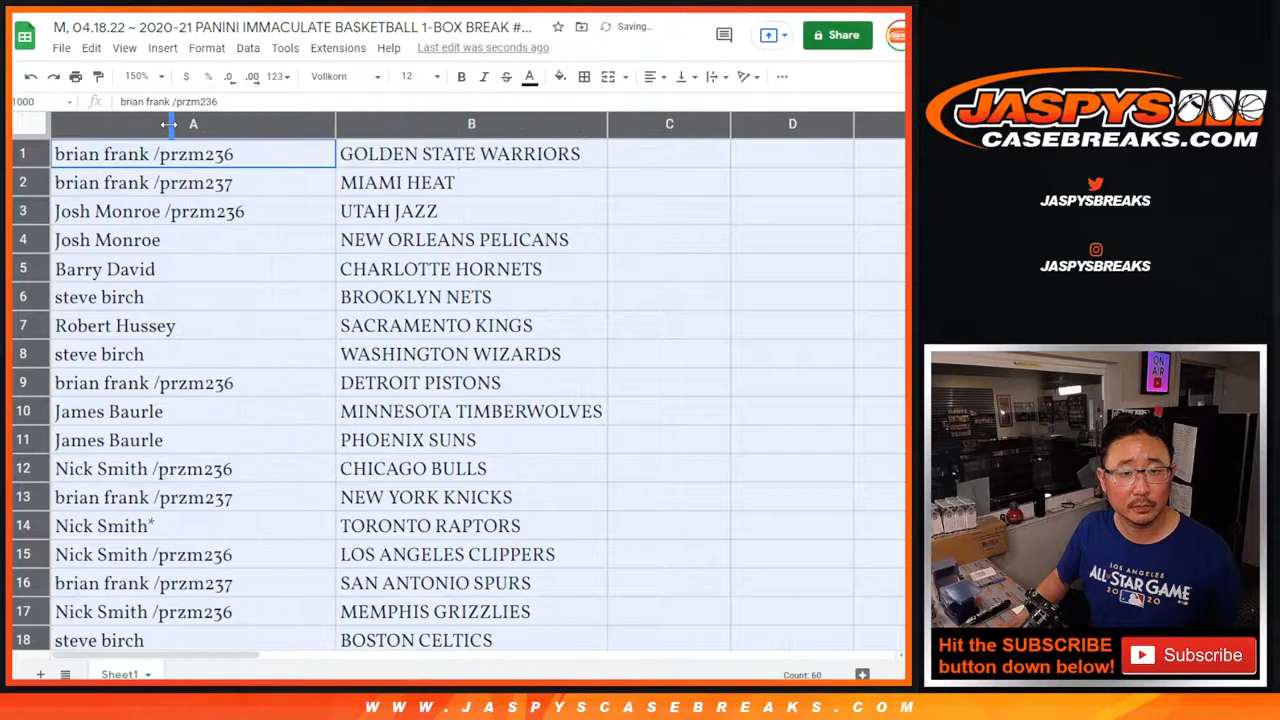 M, 04.18.22 ~ 2020-21 PANINI IMMACULATE BASKETBALL 1-BOX BREAK #...
Saving...
Share
File Edit View Insert Format Data Tools Extensions Help Last edit was seconds ago
150% $ % .0 .00 123 Vollkorn 12 B I S A
1000 fx brian frank /przm236
A B C D
1 brian frank /przm236 GOLDEN STATE WARRIORS
2 brian frank /przm237 MIAMI HEAT
3 Josh Monroe /przm236 UTAH JAZZ
4 Josh Monroe NEW ORLEANS PELICANS
5 Barry David CHARLOTTE HORNETS
6 steve birch BROOKLYN NETS
7 Robert Hussey SACRAMENTO KINGS
8 steve birch WASHINGTON WIZARDS
9 brian frank /przm236 DETROIT PISTONS
10 James Baurle MINNESOTA TIMBERWOLVES
11 James Baurle PHOENIX SUNS
12 Nick Smith /przm236 CHICAGO BULLS
13 brian frank /przm237 NEW YORK KNICKS
14 Nick Smith* TORONTO RAPTORS
15 Nick Smith /przm236 LOS ANGELES CLIPPERS
16 brian frank /przm237 SAN ANTONIO SPURS
17 Nick Smith /przm236 MEMPHIS GRIZZLIES
18 steve birch BOSTON CELTICS
Sheet1
Count: 60
JASPYS
CASEBREAKS.COM
JASPYSBREAKS
JASPYSBREAKS
ON
AIR
LOS ANGELES
ALL STAR GAME
2020
Hit the SUBSCRIBE
button down below!
Subscribe
WWW.JASPYSCASEBREAKS.COM